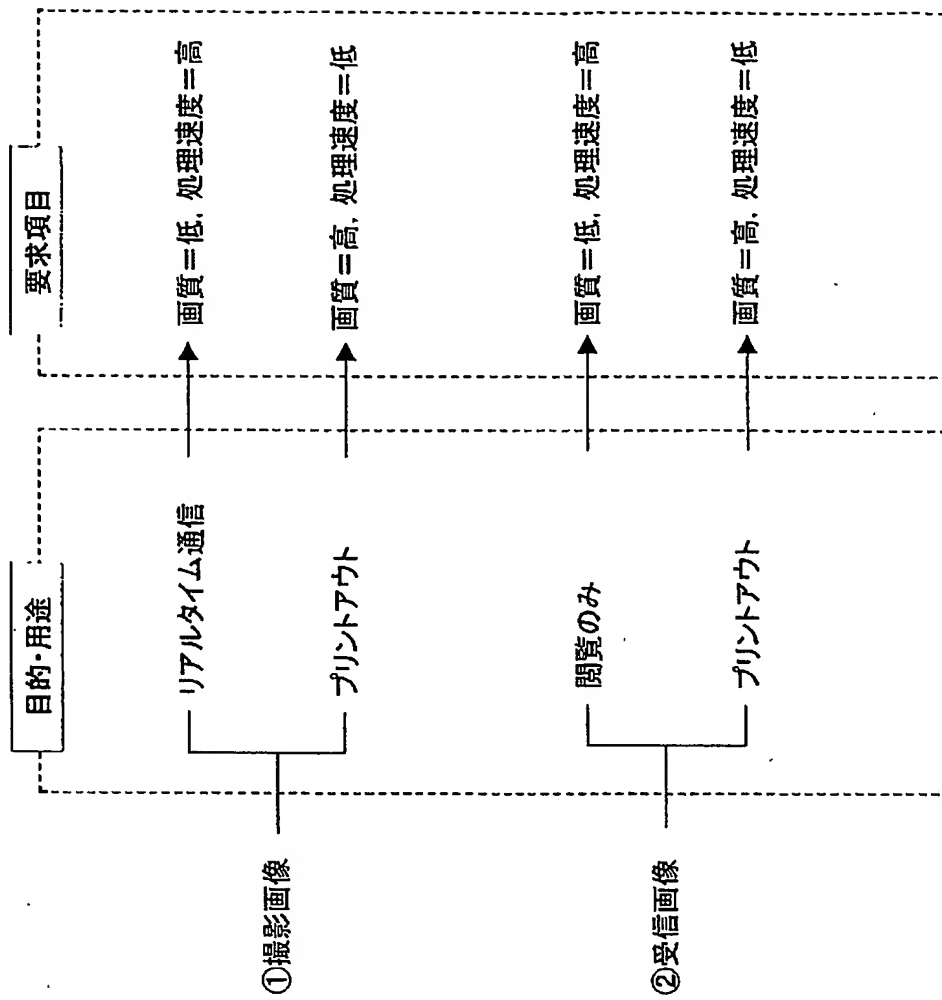 目的・用途
要求項目
①撮影画像
リアルタイム通信
画質＝低, 処理速度＝高
プリントアウト
画質＝高, 処理速度＝低
②受信画像
閲覧のみ
画質＝低, 処理速度＝高
プリントアウト
画質＝高, 処理速度＝低